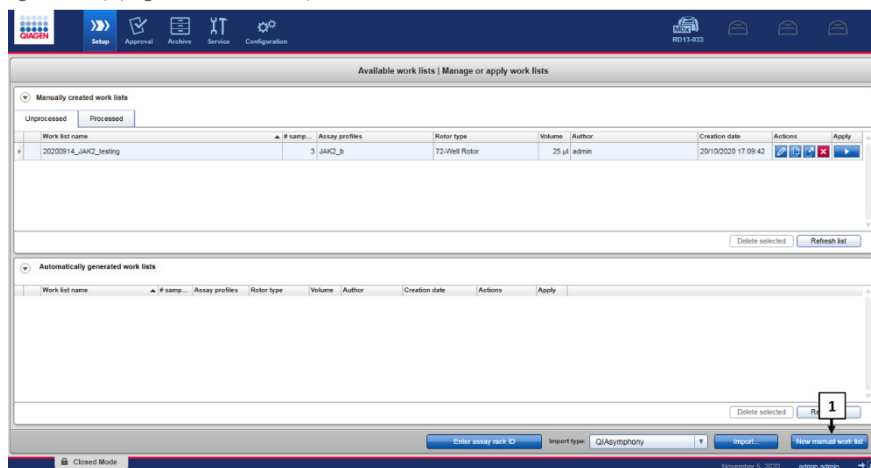 QIAGEN
Setup Approval Archive Service Configuration
MDx
RD13-033
Available work lists | Manage or apply work lists
Manually created work lists
Unprocessed Processed
Work list name # samp... Assay profiles Rotor type Volume Author Creation date Actions Apply
20200914_JAK2_testing 3 JAK2_b 72-Well Rotor 25 µl admin 20/10/2020 17:09:42
Delete selected Refresh list
Automatically generated work lists
Work list name # samp... Assay profiles Rotor type Volume Author Creation date Actions Apply
Delete selected
1
Enter assay rack ID Import type: QIAsymphony Import... New manual work list
Closed Mode November 5, 2020 admin admin